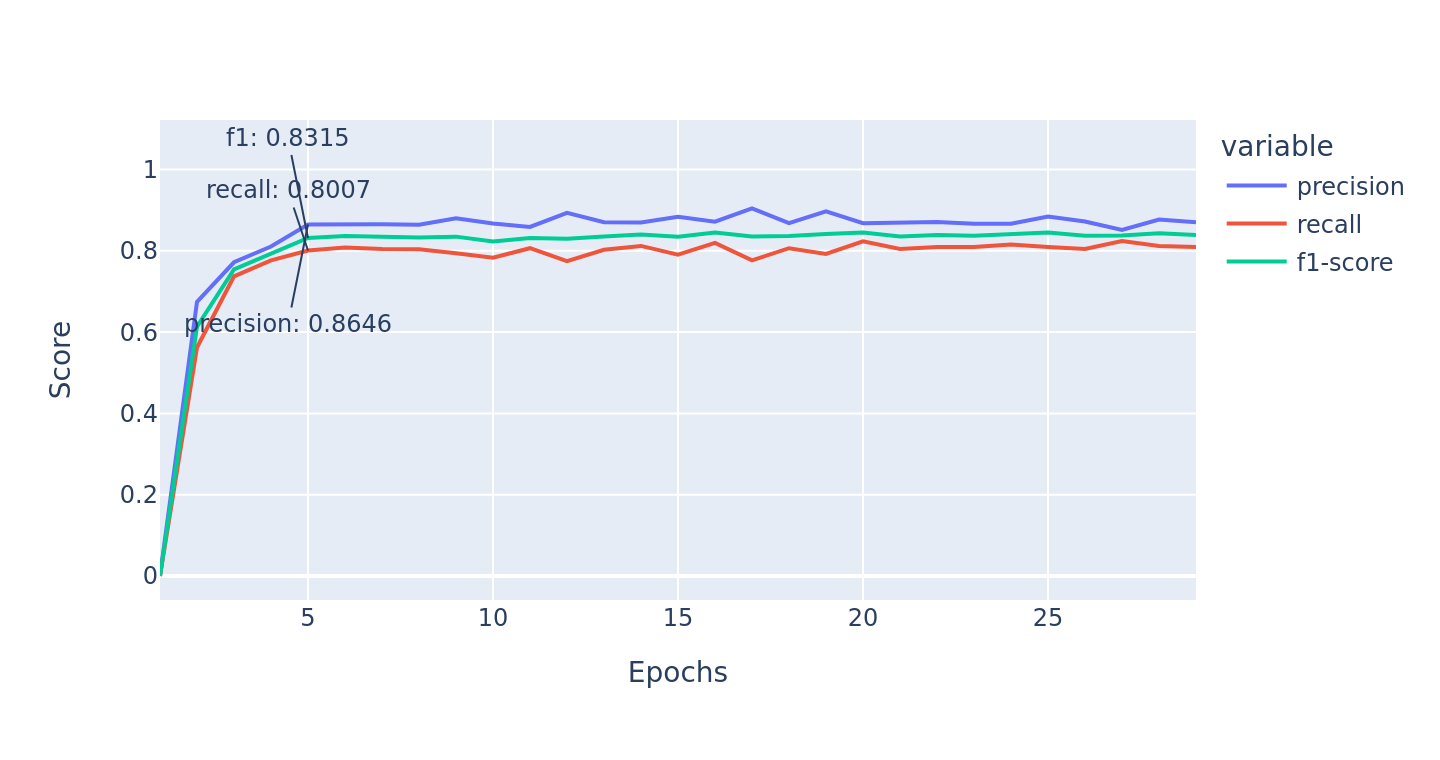 f1: 0.8315
recall: 0.8007
precision: 0.8646
1
0.8
0.6
0.4
0.2
0
Score
5 10 15 20 25
Epochs
variable
precision
recall
f1-score